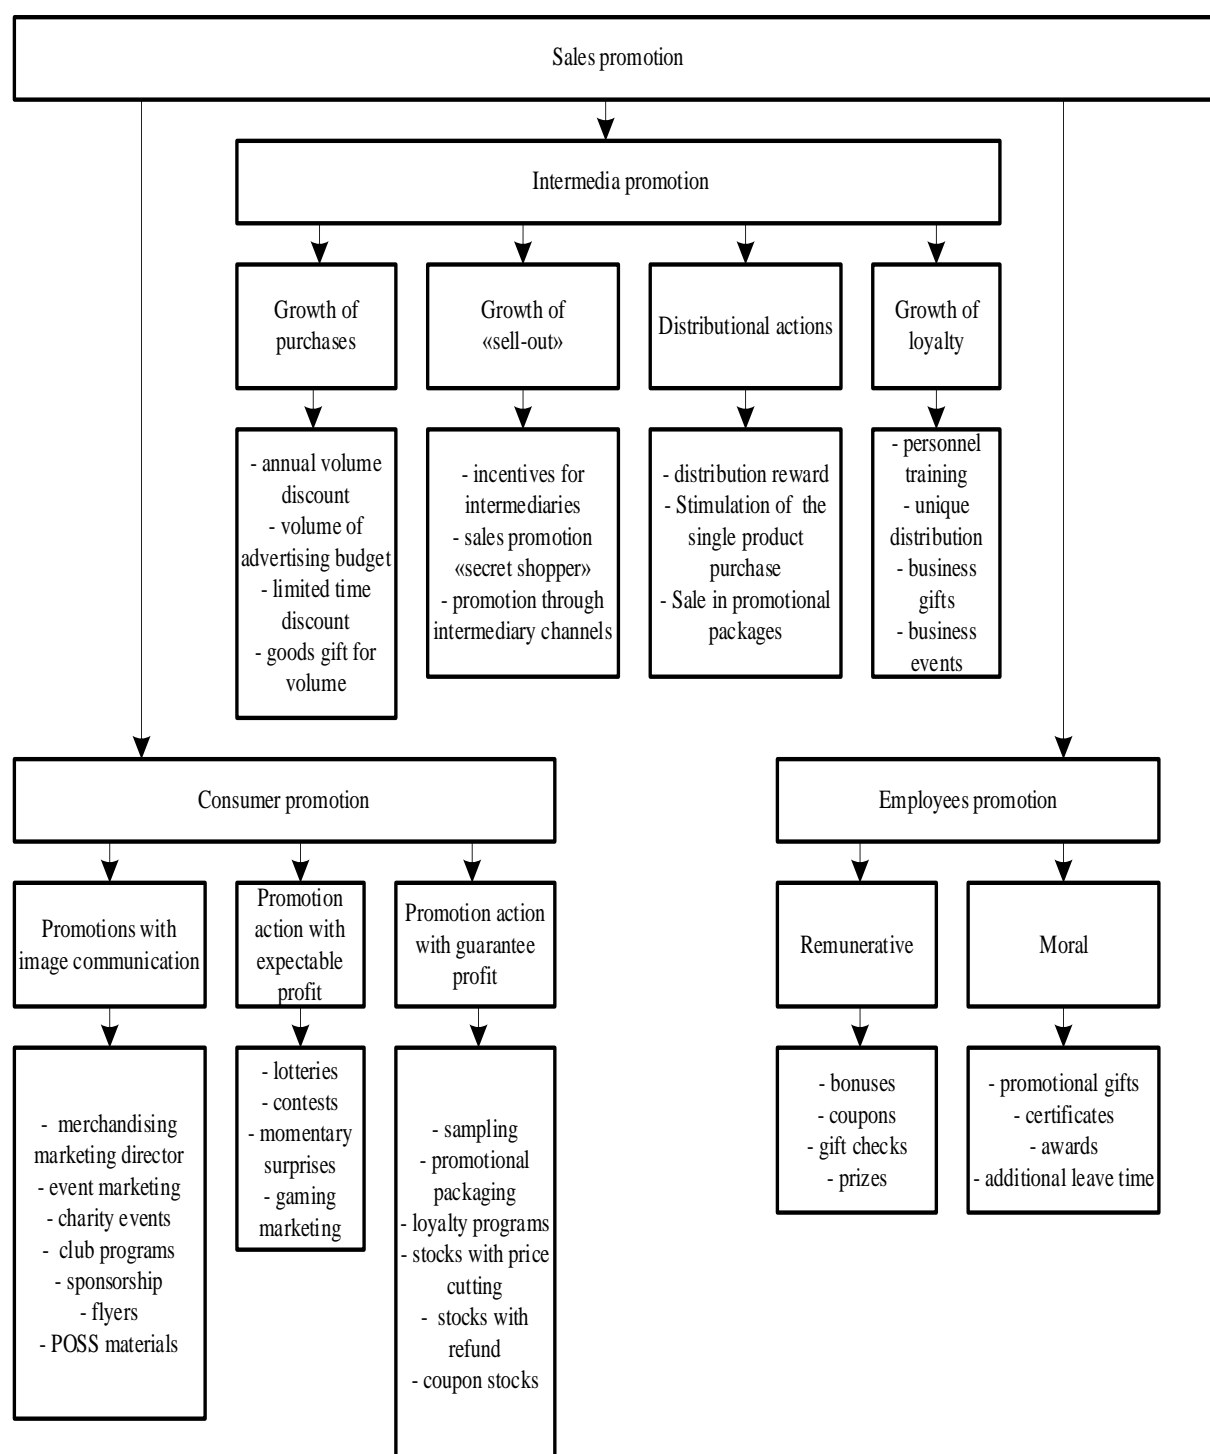 Sales promotion
Intermedia promotion
Growth of
purchases
Growth of
«sell-out»
Distributional actions
Growth of
loyalty
- annual volume
discount
- volume of
advertising budget
- limited time
discount
- goods gift for
volume
- incentives for
intermediaries
- sales promotion
«secret shopper»
- promotion through
intermediary channels
- distribution reward
- Stimulation of the
single product
purchase
- Sale in promotional
packages
- personnel
training
- unique
distribution
- business
gifts
- business
events
Consumer promotion
Employees promotion
Promotions with
image communication
Promotion
action with
expectable
profit
Promotion action
with guarantee
profit
Remunerative
Moral
- merchandising
marketing director
- event marketing
- charity events
- club programs
- sponsorship
- flyers
- POSS materials
- lotteries
- contests
- momentary
surprises
- gaming
marketing
- sampling
- promotional
packaging
- loyalty programs
- stocks with price
cutting
- stocks with
refund
- coupon stocks
- bonuses
- coupons
- gift checks
- prizes
- promotional gifts
- certificates
- awards
- additional leave time